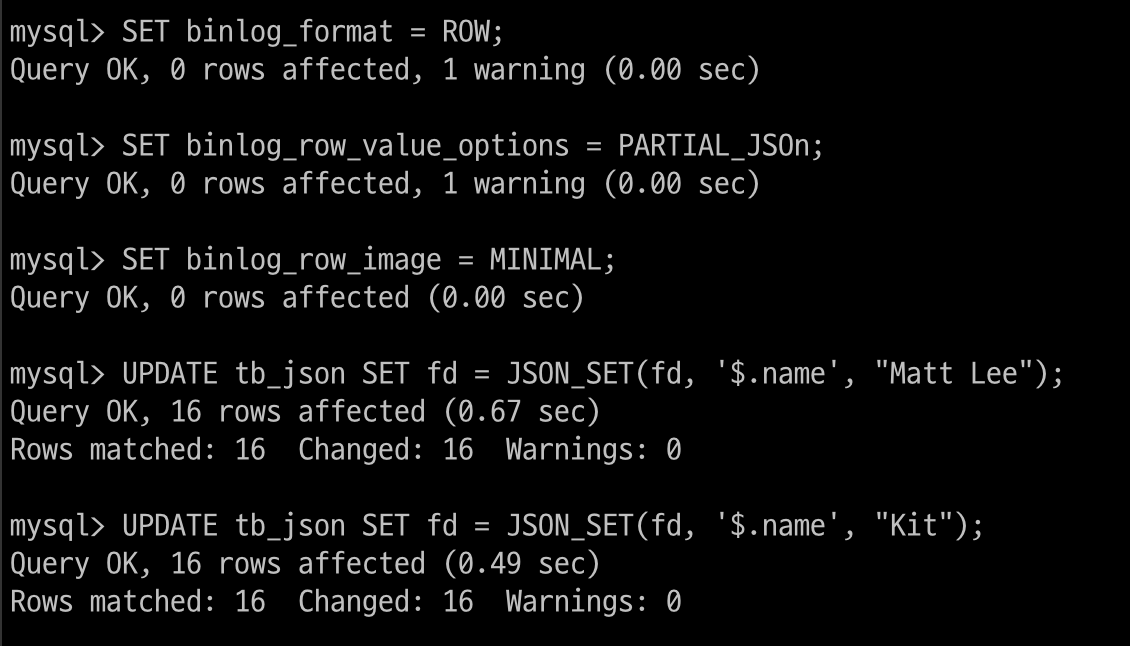 mysql> SET binlog_format = ROW;
Query OK, 0 rows affected, 1 warning (0.00 sec)
mysql> SET binlog_row_value_options = PARTIAL_JSOn;
Query OK, 0 rows affected, 1 warning (0.00 sec)
mysql> SET binlog_row_image = MINIMAL;
Query OK, 0 rows affected (0.00 sec)
mysql> UPDATE tb_json SET fd = JSON_SET(fd, '$.name', "Matt Lee");
Query OK, 16 rows affected (0.67 sec)
Rows matched: 16  Changed: 16  Warnings: 0
mysql> UPDATE tb_json SET fd = JSON_SET(fd, '$.name', "Kit");
Query OK, 16 rows affected (0.49 sec)
Rows matched: 16  Changed: 16  Warnings: 0